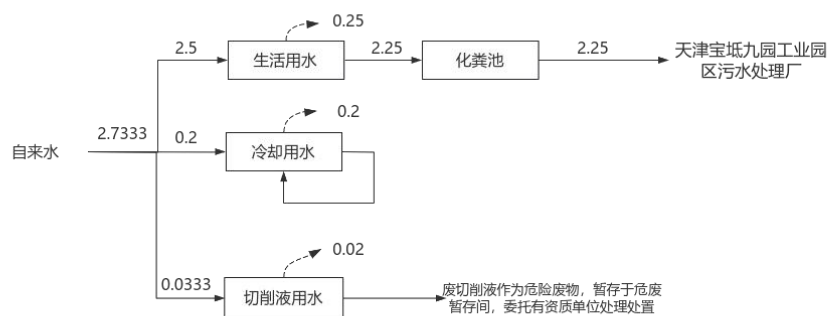 0.25
2.5
生活用水
2.25
化粪池
2.25
天津宝坻九园工业园
区污水处理厂
0.2
自来水
2.7333
0.2
冷却用水
0.02
0.0333
切削液用水
废切削液作为危险废物，暂存于危废
暂存间，委托有资质单位处理处置